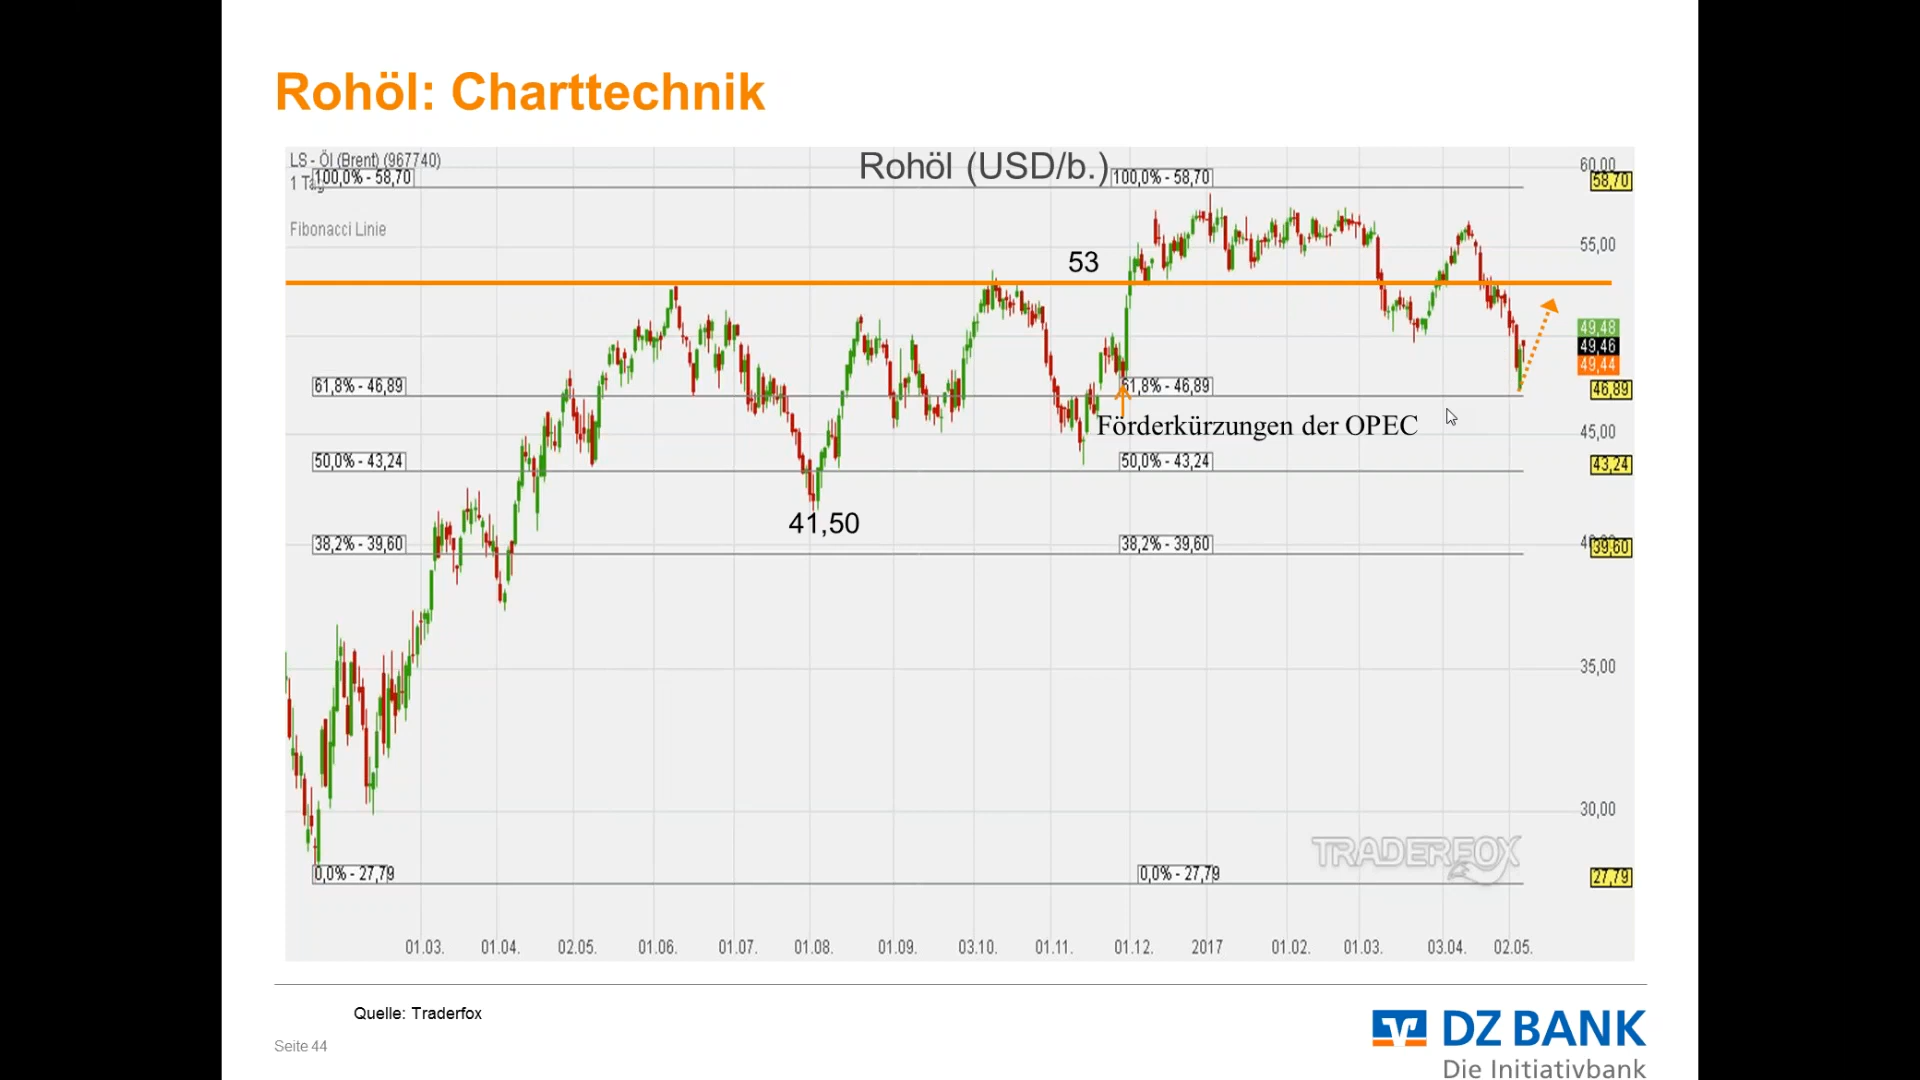 Rohöl: Charttechnik
LS - Öl (Brent) (967740)
1 Tag
Fibonacci Linie
Rohöl (USD/b.)
100,0% - 58,70
100,0% - 58,70
60,00
58,70
55,00
53
49,48
49,46
49,44
61,8% - 46,89
61,8% - 46,89
46,89
Förderkürzungen der OPEC
45,00
50,0% - 43,24
50,0% - 43,24
43,24
41,50
38,2% - 39,60
38,2% - 39,60
39,60
35,00
30,00
TRADERFOX
0,0% - 27,79
0,0% - 27,79
27,79
01.03. 01.04. 02.05. 01.06. 01.07. 01.08. 01.09. 03.10. 01.11. 01.12. 2017 01.02. 01.03. 03.04. 02.05.
Quelle: Traderfox
Seite 44
DZ BANK
Die Initiativbank